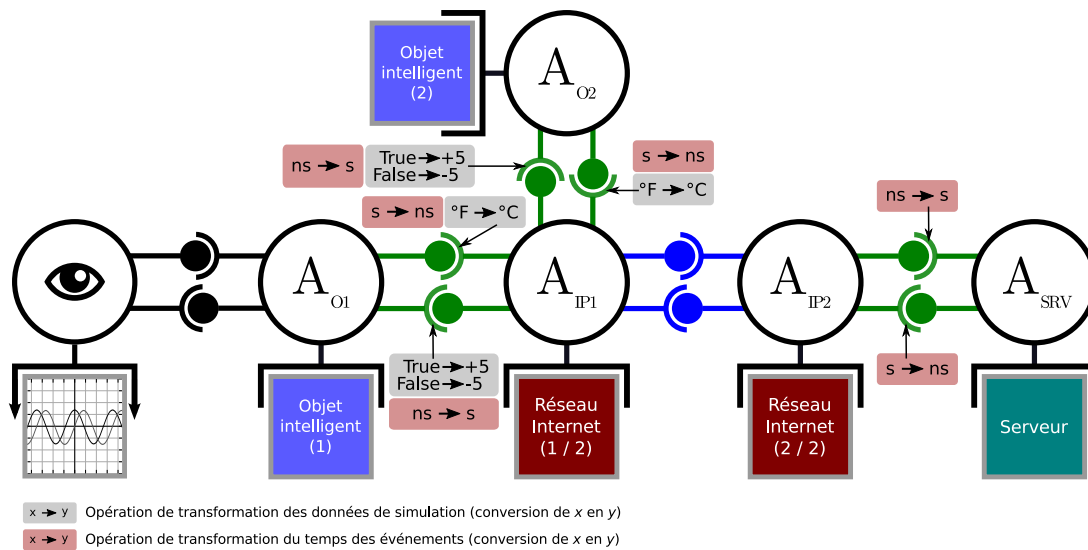 Objet
intelligent
(2)
A O2
ns → s
True → +5
False → -5
s → ns
°F → °C
s → ns
°F → °C
ns → s
A O1
A IP1
A IP2
A SRV
True → +5
False → -5
ns → s
s → ns
Objet
intelligent
(1)
Réseau
Internet
(1 / 2)
Réseau
Internet
(2 / 2)
Serveur
x → y Opération de transformation des données de simulation (conversion de x en y)
x → y Opération de transformation du temps des événements (conversion de x en y)